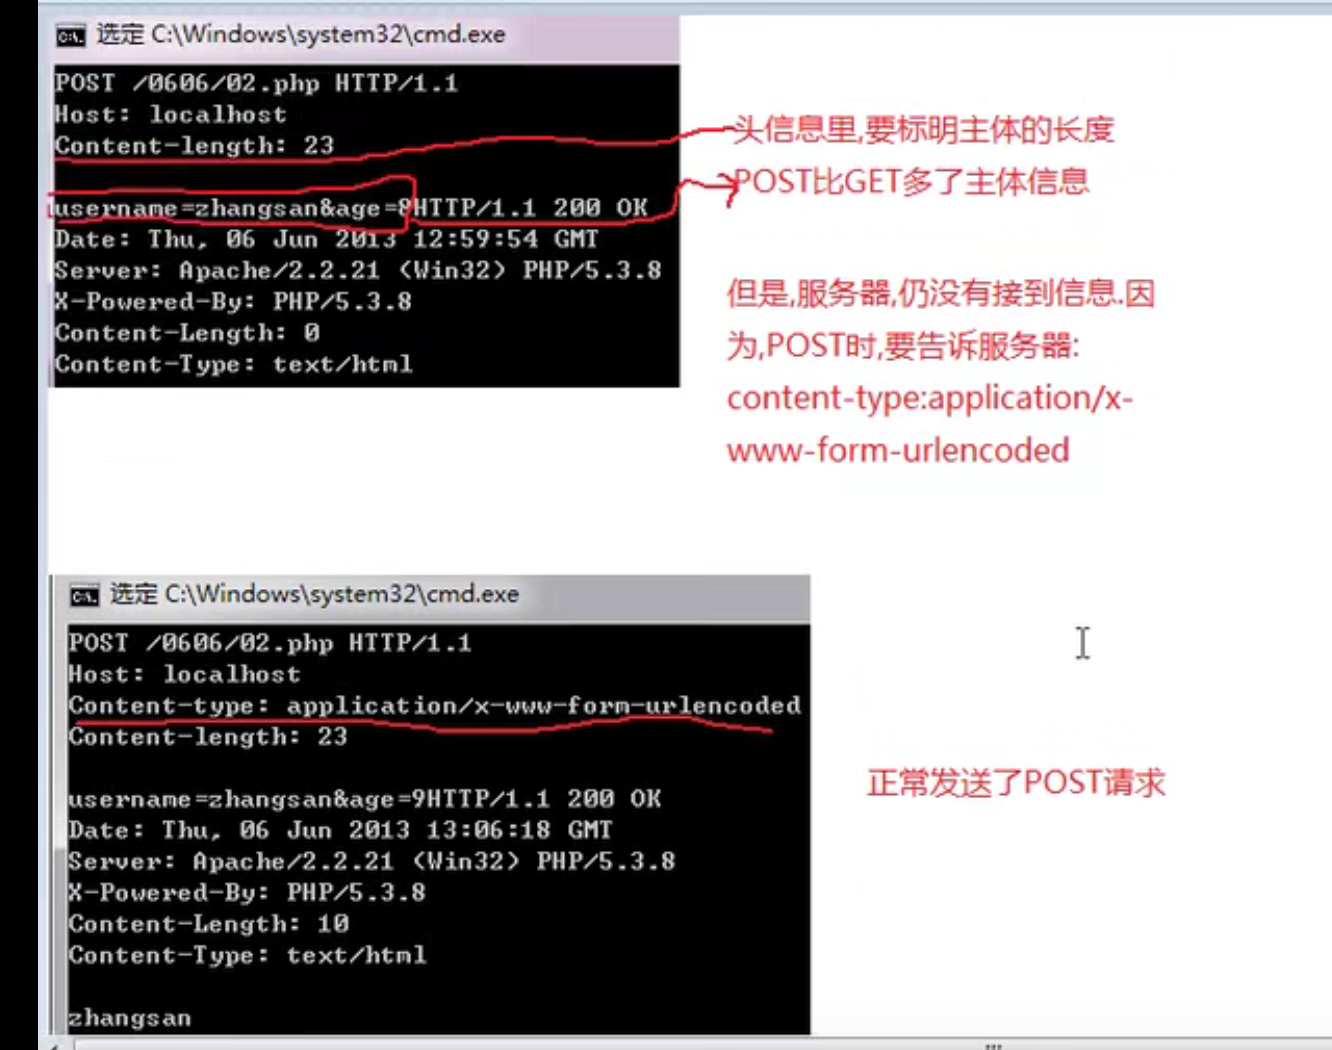 选定 C:\Windows\system32\cmd.exe
POST /0606/02.php HTTP/1.1
Host: localhost
Content-length: 23
username=zhangsan&age=8HTTP/1.1 200 OK
Date: Thu, 06 Jun 2013 12:59:54 GMT
Server: Apache/2.2.21 (Win32) PHP/5.3.8
X-Powered-By: PHP/5.3.8
Content-Length: 0
Content-Type: text/html
头信息里,要标明主体的长度
POST比GET多了主体信息
但是,服务器,仍没有接到信息.因
为,POST时,要告诉服务器:
content-type:application/x-
www-form-urlencoded
选定 C:\Windows\system32\cmd.exe
POST /0606/02.php HTTP/1.1
Host: localhost
Content-type: application/x-www-form-urlencoded
Content-length: 23
username=zhangsan&age=9HTTP/1.1 200 OK
Date: Thu, 06 Jun 2013 13:06:18 GMT
Server: Apache/2.2.21 (Win32) PHP/5.3.8
X-Powered-By: PHP/5.3.8
Content-Length: 10
Content-Type: text/html
zhangsan
正常发送了POST请求